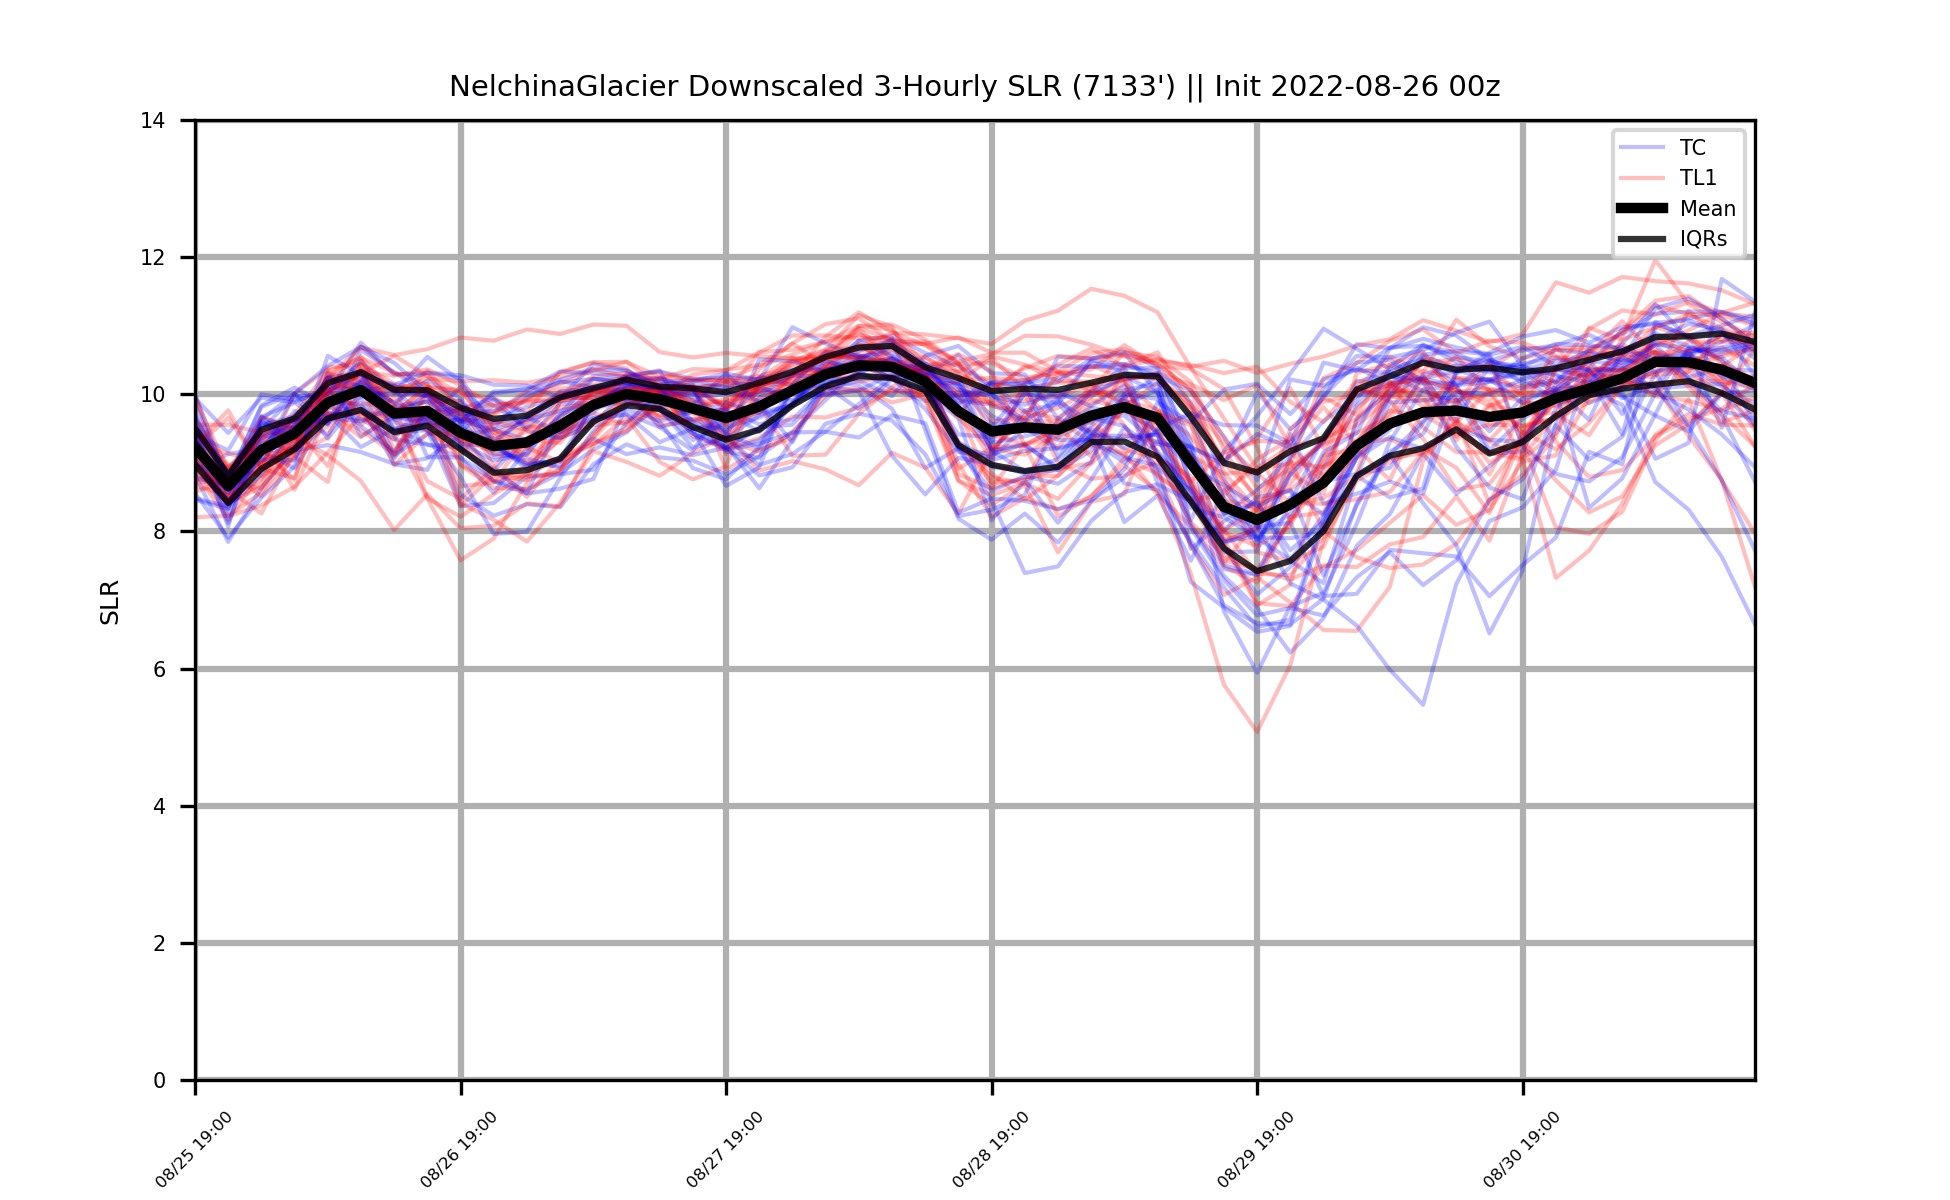 NelchinaGlacier Downscaled 3-Hourly SLR (7133') || Init 2022-08-26 00z
TC
TL1
Mean
IQRs
SLR
14
12
10
8
6
4
2
0
08/25 19:00
08/26 19:00
08/27 19:00
08/28 19:00
08/29 19:00
08/30 19:00